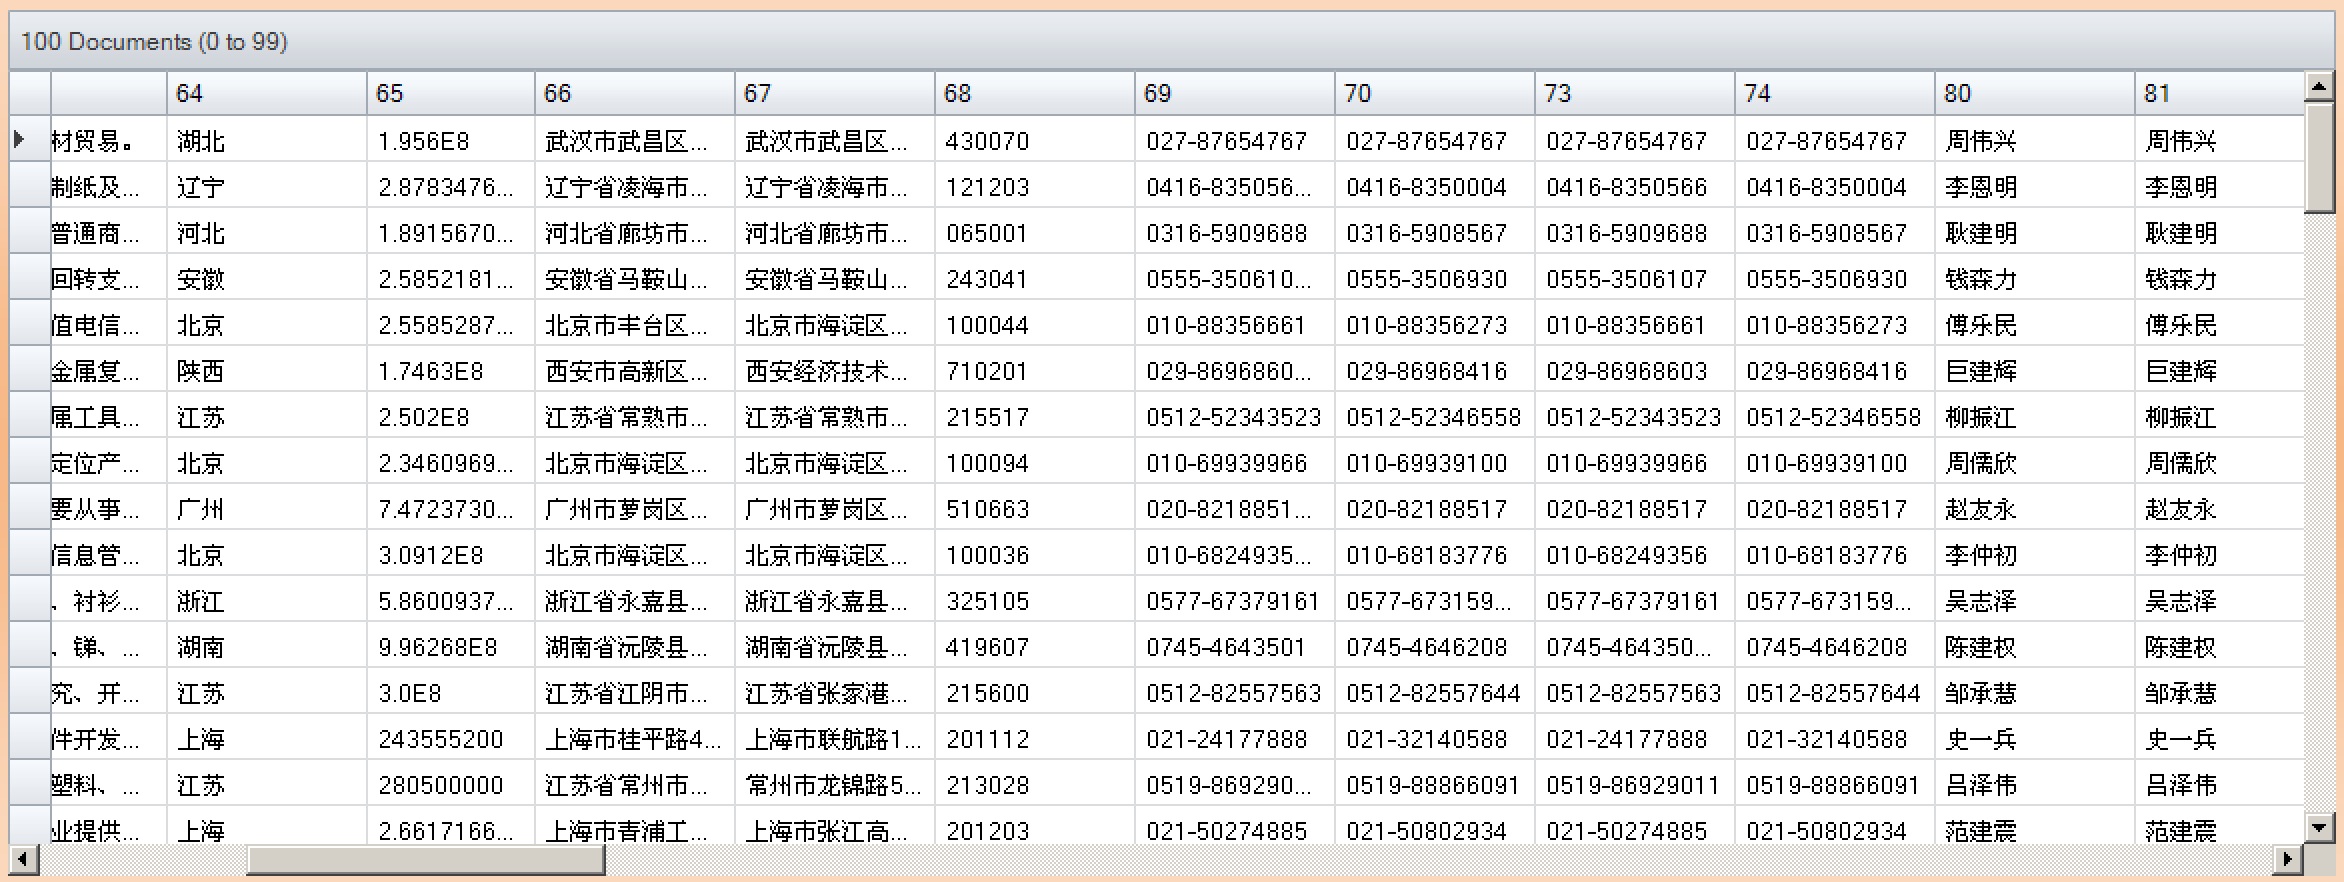 100 Documents (0 to 99)
64 65 66 67 68 69 70 73 74 80 81
材贸易。 湖北 1.956E8 武汉市武昌区... 武汉市武昌区... 430070 027-87654767 027-87654767 027-87654767 027-87654767 周伟兴 周伟兴
制纸及... 辽宁 2.8783476... 辽宁省凌海市... 辽宁省凌海市... 121203 0416-835056... 0416-8350004 0416-8350566 0416-8350004 李恩明 李恩明
普通商... 河北 1.8915670... 河北省廊坊市... 河北省廊坊市... 065001 0316-5909688 0316-5908567 0316-5909688 0316-5908567 耿建明 耿建明
回转支... 安徽 2.5852181... 安徽省马鞍山... 安徽省马鞍山... 243041 0555-350610... 0555-3506930 0555-3506107 0555-3506930 钱森力 钱森力
值电信... 北京 2.5585287... 北京市丰台区... 北京市海淀区... 100044 010-88356661 010-88356273 010-88356661 010-88356273 傅乐民 傅乐民
金属复... 陕西 1.7463E8 西安市高新区... 西安经济技术... 710201 029-8696860... 029-86968416 029-86968603 029-86968416 巨建辉 巨建辉
属工具... 江苏 2.502E8 江苏省常熟市... 江苏省常熟市... 215517 0512-52343523 0512-52346558 0512-52343523 0512-52346558 柳振江 柳振江
定位产... 北京 2.3460969... 北京市海淀区... 北京市海淀区... 100094 010-69939966 010-69939100 010-69939966 010-69939100 周儒欣 周儒欣
要从事... 广州 7.4723730... 广州市萝岗区... 广州市萝岗区... 510663 020-8218851... 020-82188517 020-82188517 020-82188517 赵友永 赵友永
信息管... 北京 3.0912E8 北京市海淀区... 北京市海淀区... 100036 010-6824935... 010-68183776 010-68249356 010-68183776 李仲初 李仲初
、衬衫... 浙江 5.8600937... 浙江省永嘉县... 浙江省永嘉县... 325105 0577-67379161 0577-673159... 0577-67379161 0577-673159... 吴志泽 吴志泽
、锑、... 湖南 9.96268E8 湖南省沅陵县... 湖南省沅陵县... 419607 0745-4643501 0745-4646208 0745-464350... 0745-4646208 陈建权 陈建权
究、开... 江苏 3.0E8 江苏省江阴市... 江苏省张家港... 215600 0512-82557563 0512-82557644 0512-82557563 0512-82557644 邹承慧 邹承慧
件开发... 上海 243555200 上海市桂平路4... 上海市联航路1... 201112 021-24177888 021-32140588 021-24177888 021-32140588 史一兵 史一兵
塑料、... 江苏 280500000 江苏省常州市... 常州市龙锦路5... 213028 0519-869290... 0519-88866091 0519-86929011 0519-88866091 吕泽伟 吕泽伟
业提供... 上海 2.6617166... 上海市青浦工... 上海市张江高... 201203 021-50274885 021-50802934 021-50274885 021-50802934 范建震 范建震